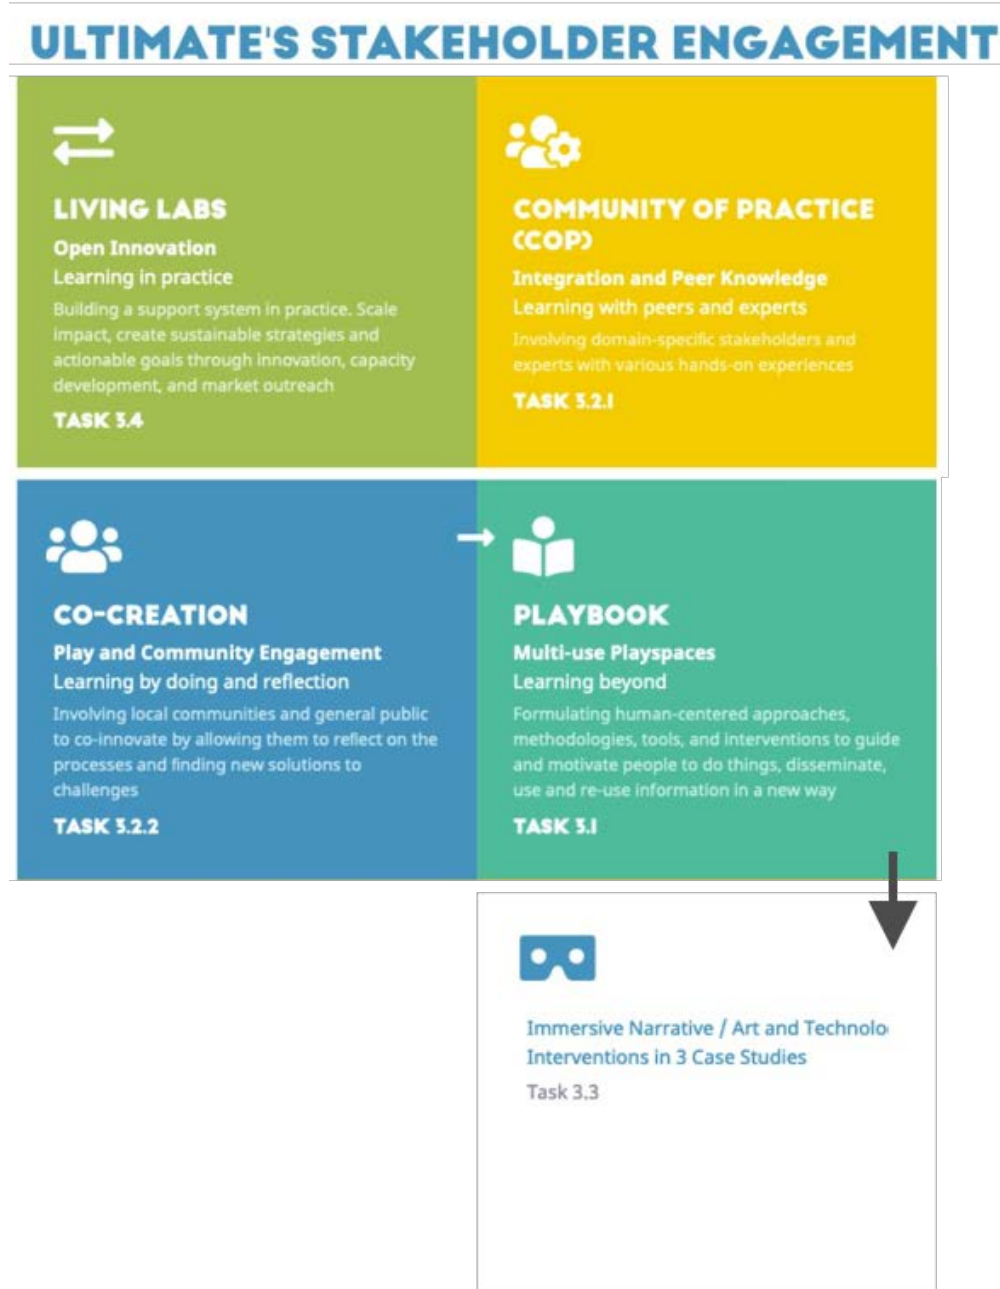 ULTIMATE'S STAKEHOLDER ENGAGEMENT
LIVING LABS
Open Innovation
Learning in practice
Building a support system in practice. Scale
impact, create sustainable strategies and
actionable goals through innovation, capacity
development, and market outreach
TASK 3.4
COMMUNITY OF PRACTICE
(COP)
Integration and Peer Knowledge
Learning with peers and experts
Involving domain-specific stakeholders and
experts with various hands-on experiences
TASK 3.2.1
CO-CREATION
Play and Community Engagement
Learning by doing and reflection
Involving local communities and general public
to co-innovate by allowing them to reflect on the
processes and finding new solutions to
challenges
TASK 3.2.2
PLAYBOOK
Multi-use Playspaces
Learning beyond
Formulating human-centered approaches,
methodologies, tools, and interventions to guide
and motivate people to do things, disseminate,
use and re-use information in a new way
TASK 3.1
Immersive Narrative / Art and Technolo
Interventions in 3 Case Studies
Task 3.3